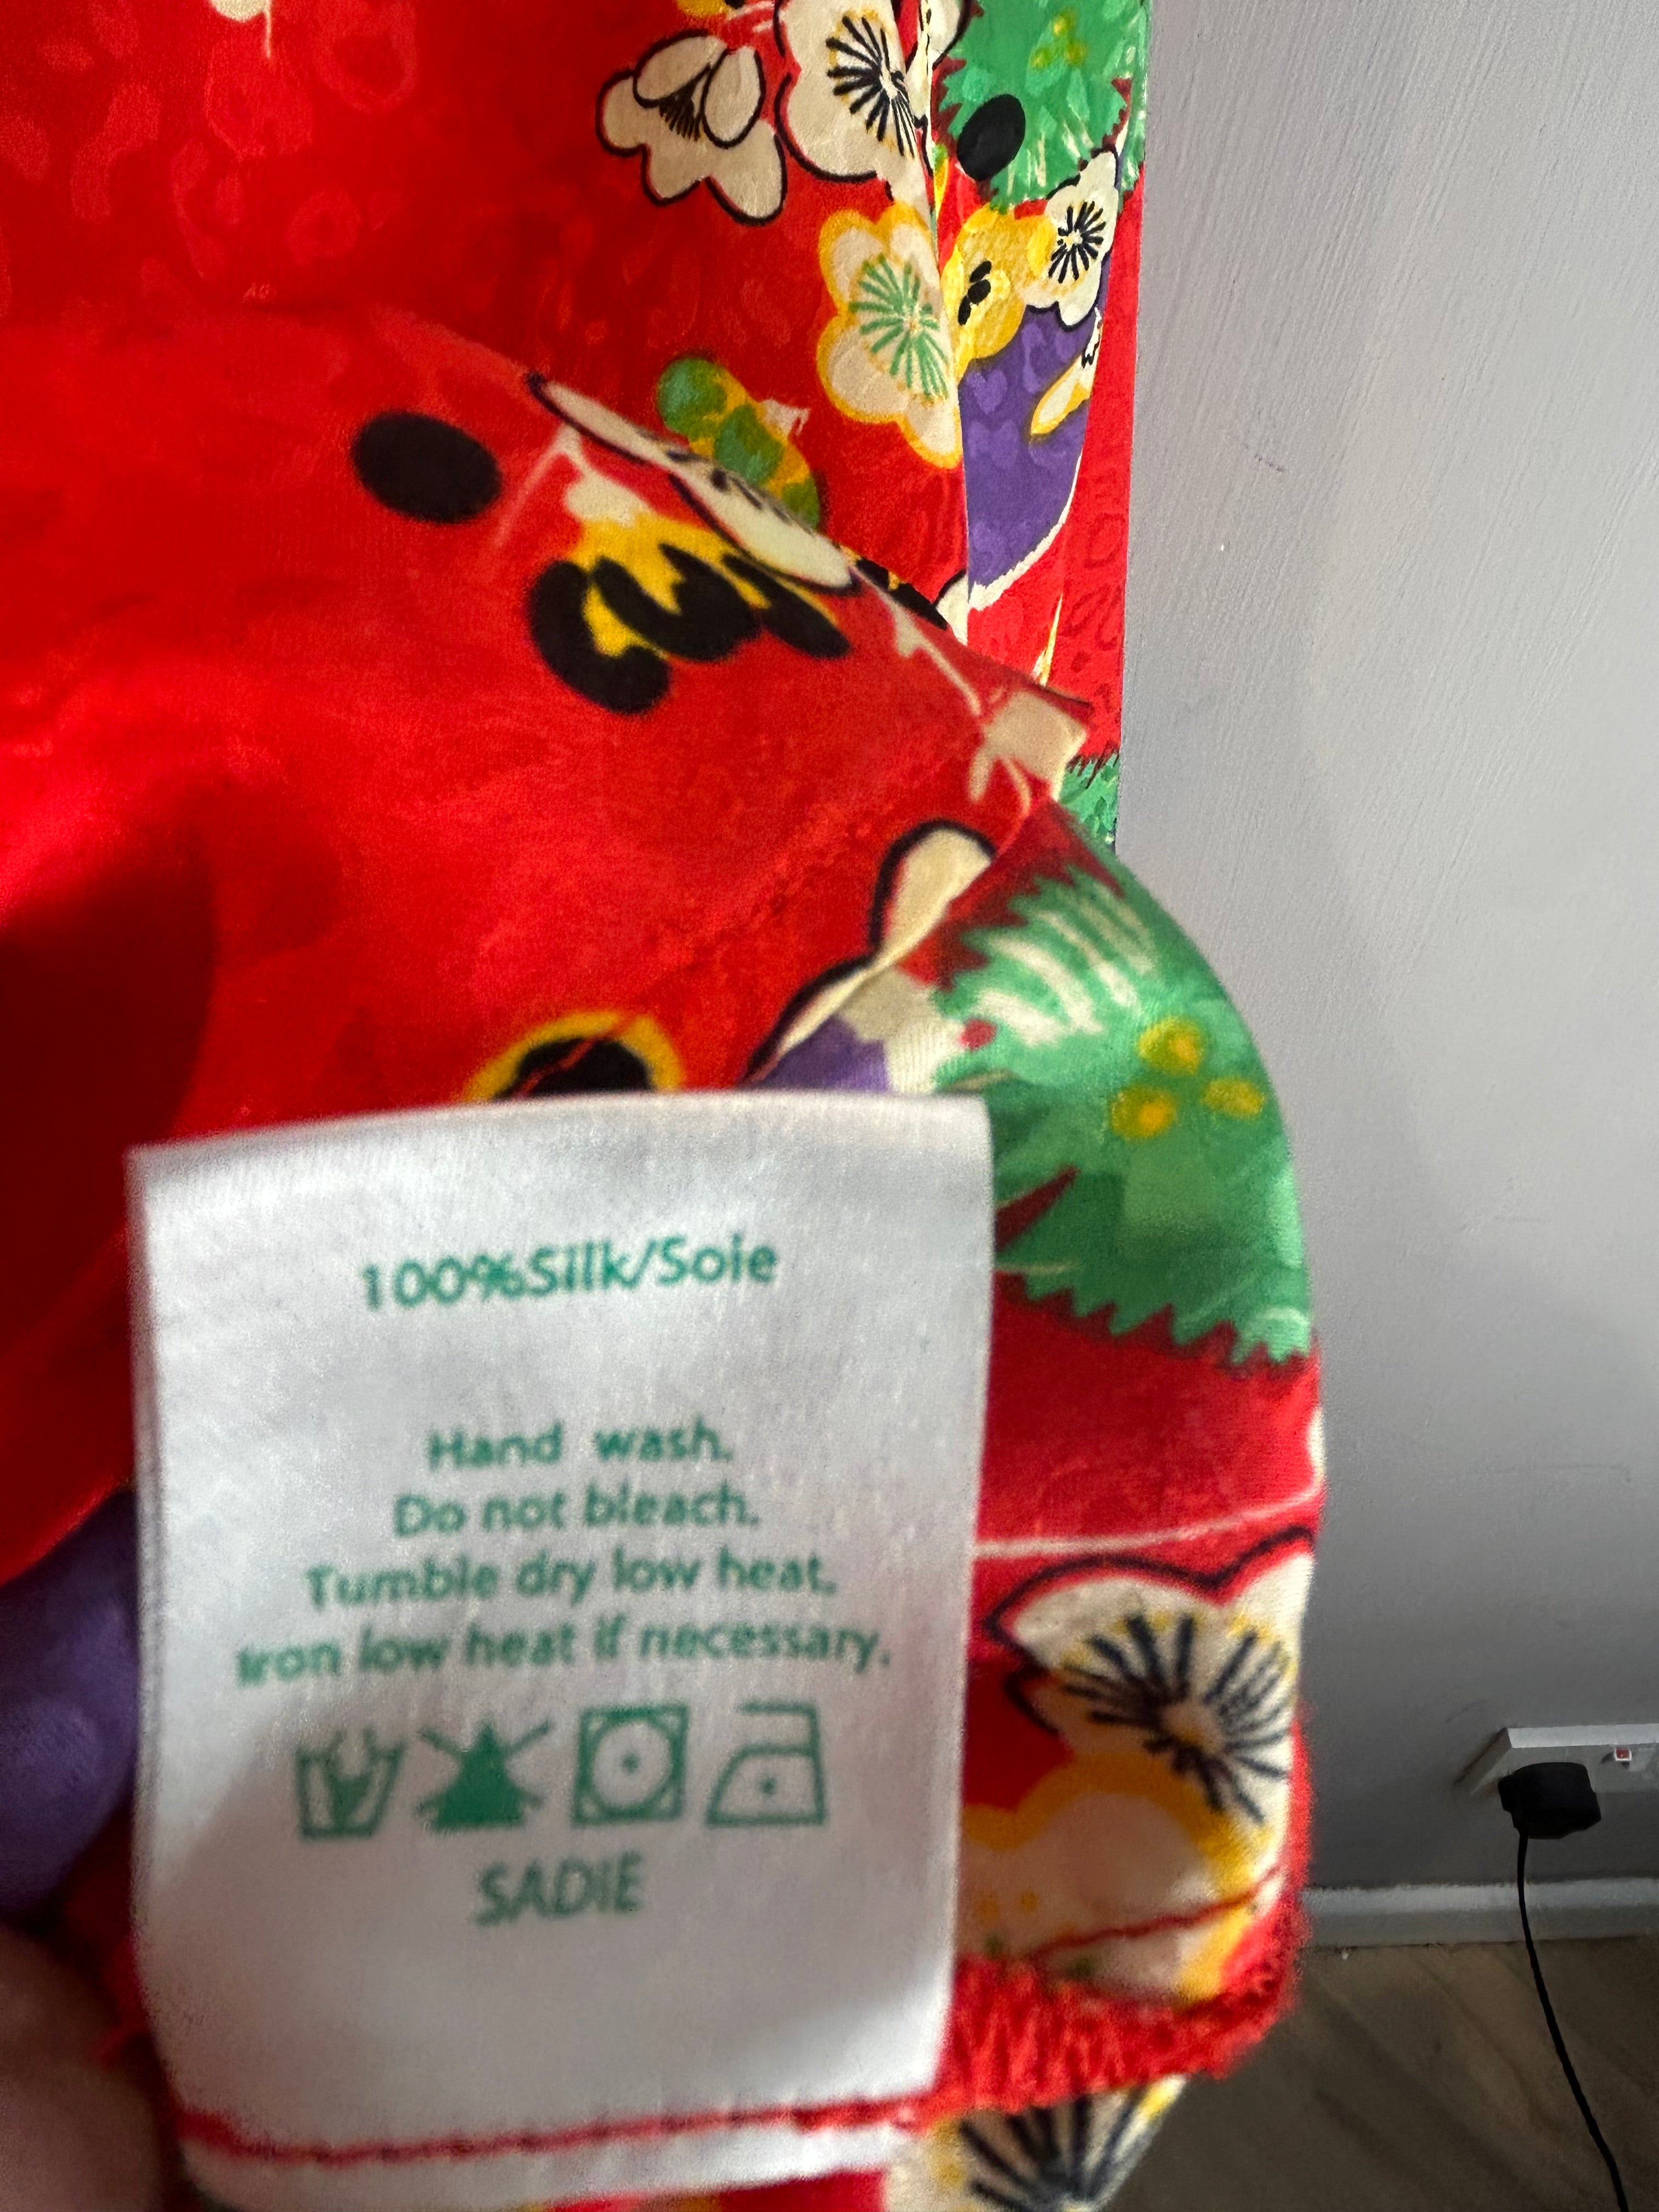 100%Silk/Soie
Hand wash.
Do not bleach.
Tumble dry low heat.
Iron low heat if necessary.
SADIE